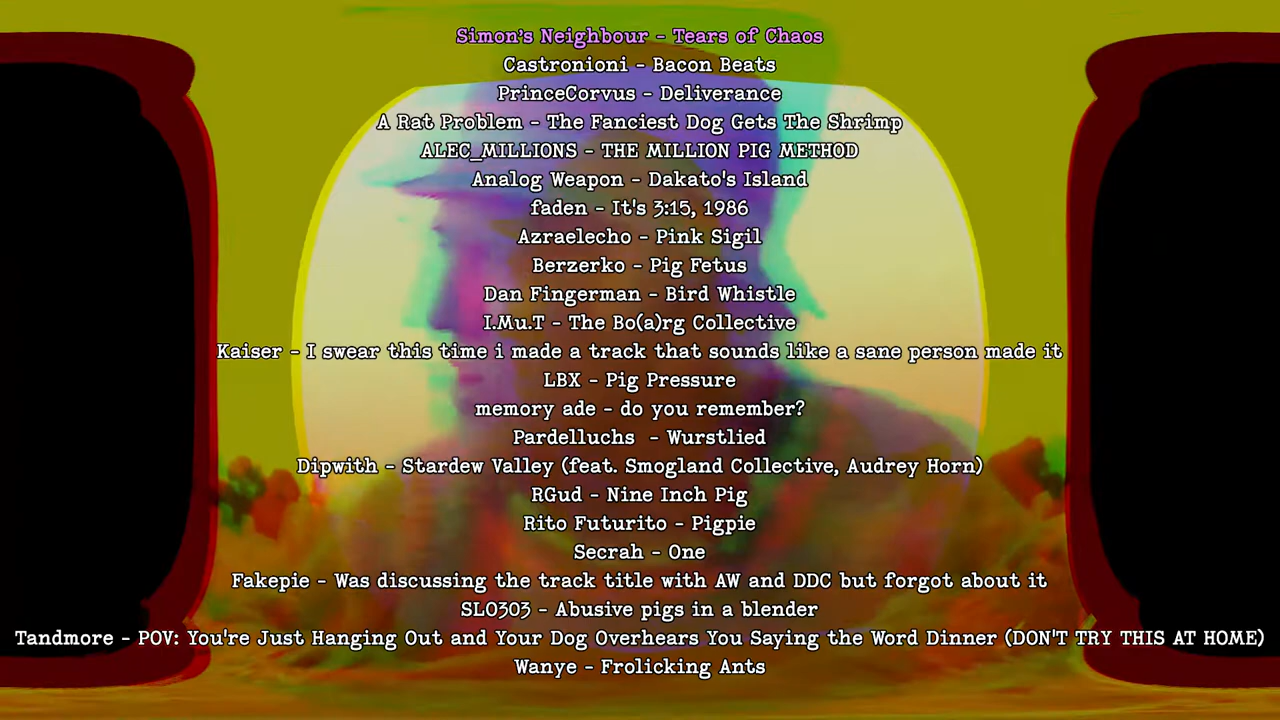 Simon's Neighbour - Tears of Chaos
Castronioni - Bacon Beats
PrinceCorvus - Deliverance
A Rat Problem - The Fanciest Dog Gets The Shrimp
ALEC_MILLIONS - THE MILLION PIG METHOD
Analog Weapon - Dakato's Island
faden - It's 3:15, 1986
Azraelecho - Pink Sigil
Berzerko - Pig Fetus
Dan Fingerman - Bird Whistle
I.Mu.T - The Bo(a)rg Collective
Kaiser - I swear this time i made a track that sounds like a sane person made it
LBX - Pig Pressure
memory ade - do you remember?
Pardelluchs - Wurstlied
Dipwith - Stardew Valley (feat. Smogland Collective, Audrey Horn)
RGud - Nine Inch Pig
Rito Futurito - Pigpie
Secrah - One
Fakepie - Was discussing the track title with AW and DDC but forgot about it
SLO303 - Abusive pigs in a blender
Tandmore - POV: You're Just Hanging Out and Your Dog Overhears You Saying the Word Dinner (DON'T TRY THIS AT HOME)
Wanye - Frolicking Ants